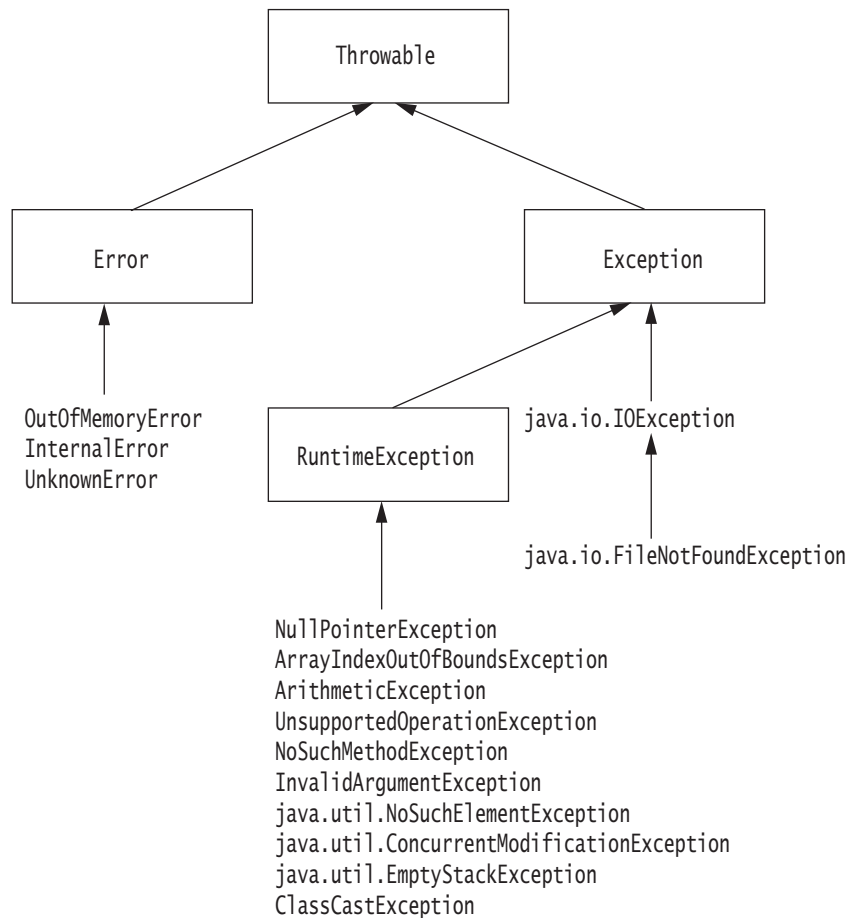 Throwable
Error
Exception
OutOfMemoryError
InternalError
UnknownError
RuntimeException
java.io.IOException
java.io.FileNotFoundException
NullPointerException
ArrayIndexOutOfBoundsException
ArithmeticException
UnsupportedOperationException
NoSuchMethodException
InvalidArgumentException
java.util.NoSuchElementException
java.util.ConcurrentModificationException
java.util.EmptyStackException
ClassCastException